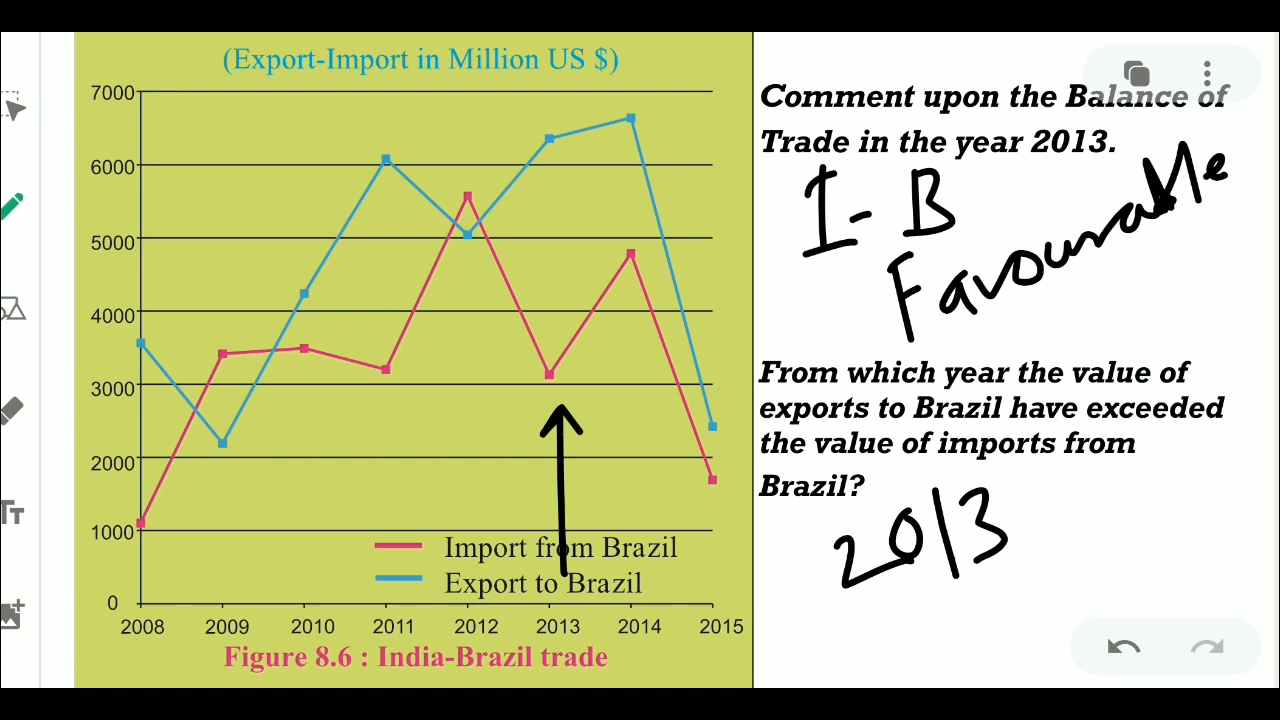 (Export-Import in Million US $)
7000
6000
5000
4000
3000
2000
1000
0
Import from Brazil
Export to Brazil
2008 2009 2010 2011 2012 2013 2014 2015
Figure 8.6 : India-Brazil trade
Comment upon the Balance of
Trade in the year 2013.
I - B
Favourable
From which year the value of
exports to Brazil have exceeded
the value of imports from
Brazil?
2013
Tт